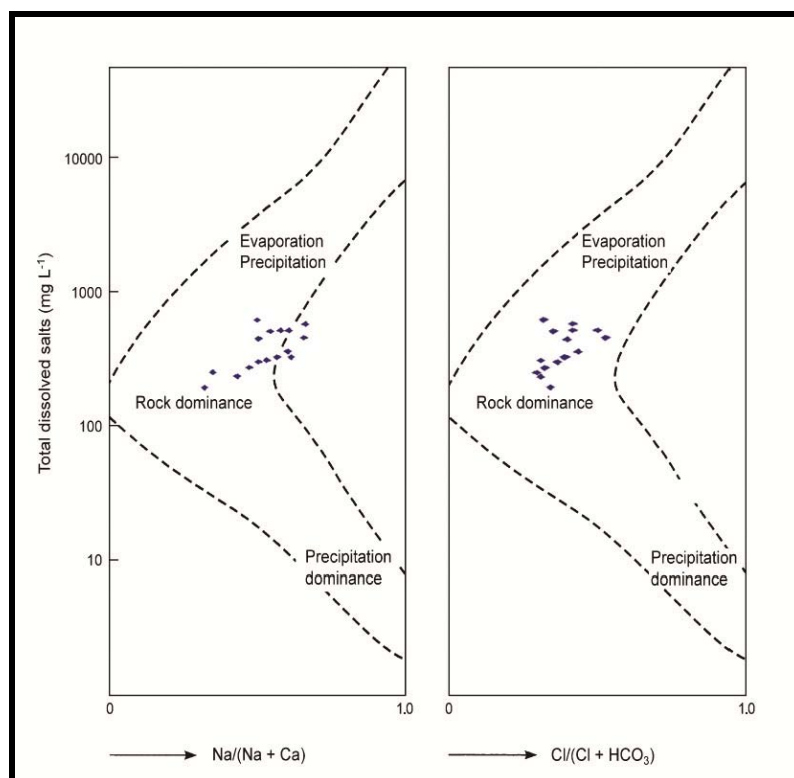 Total dissolved salts (mg L⁻¹)
10000
1000
100
10
Evaporation
Precipitation
Rock dominance
Precipitation
dominance
0
1.0
Na/(Na + Ca)
Evaporation
Precipitation
Rock dominance
Precipitation
dominance
0
1.0
Cl/(Cl + HCO₃)